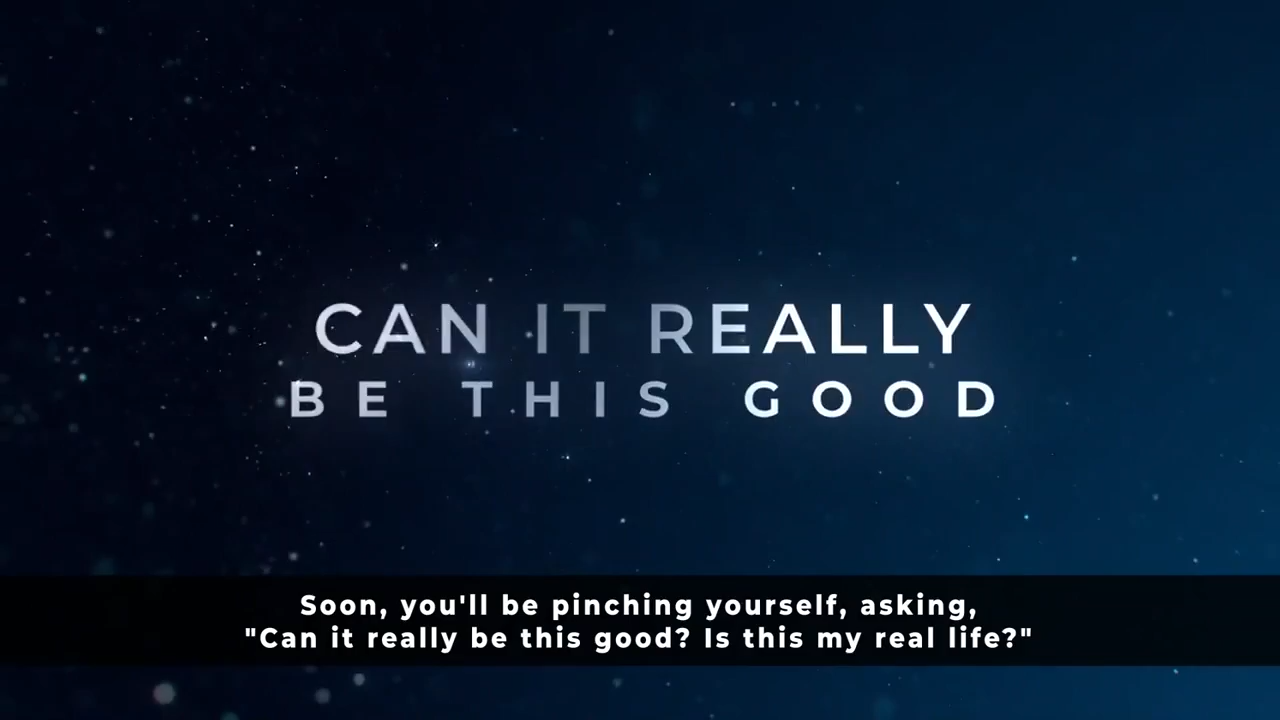 CAN IT REALLY
BE THIS GOOD
Soon, you'll be pinching yourself, asking,
"Can it really be this good? Is this my real life?"